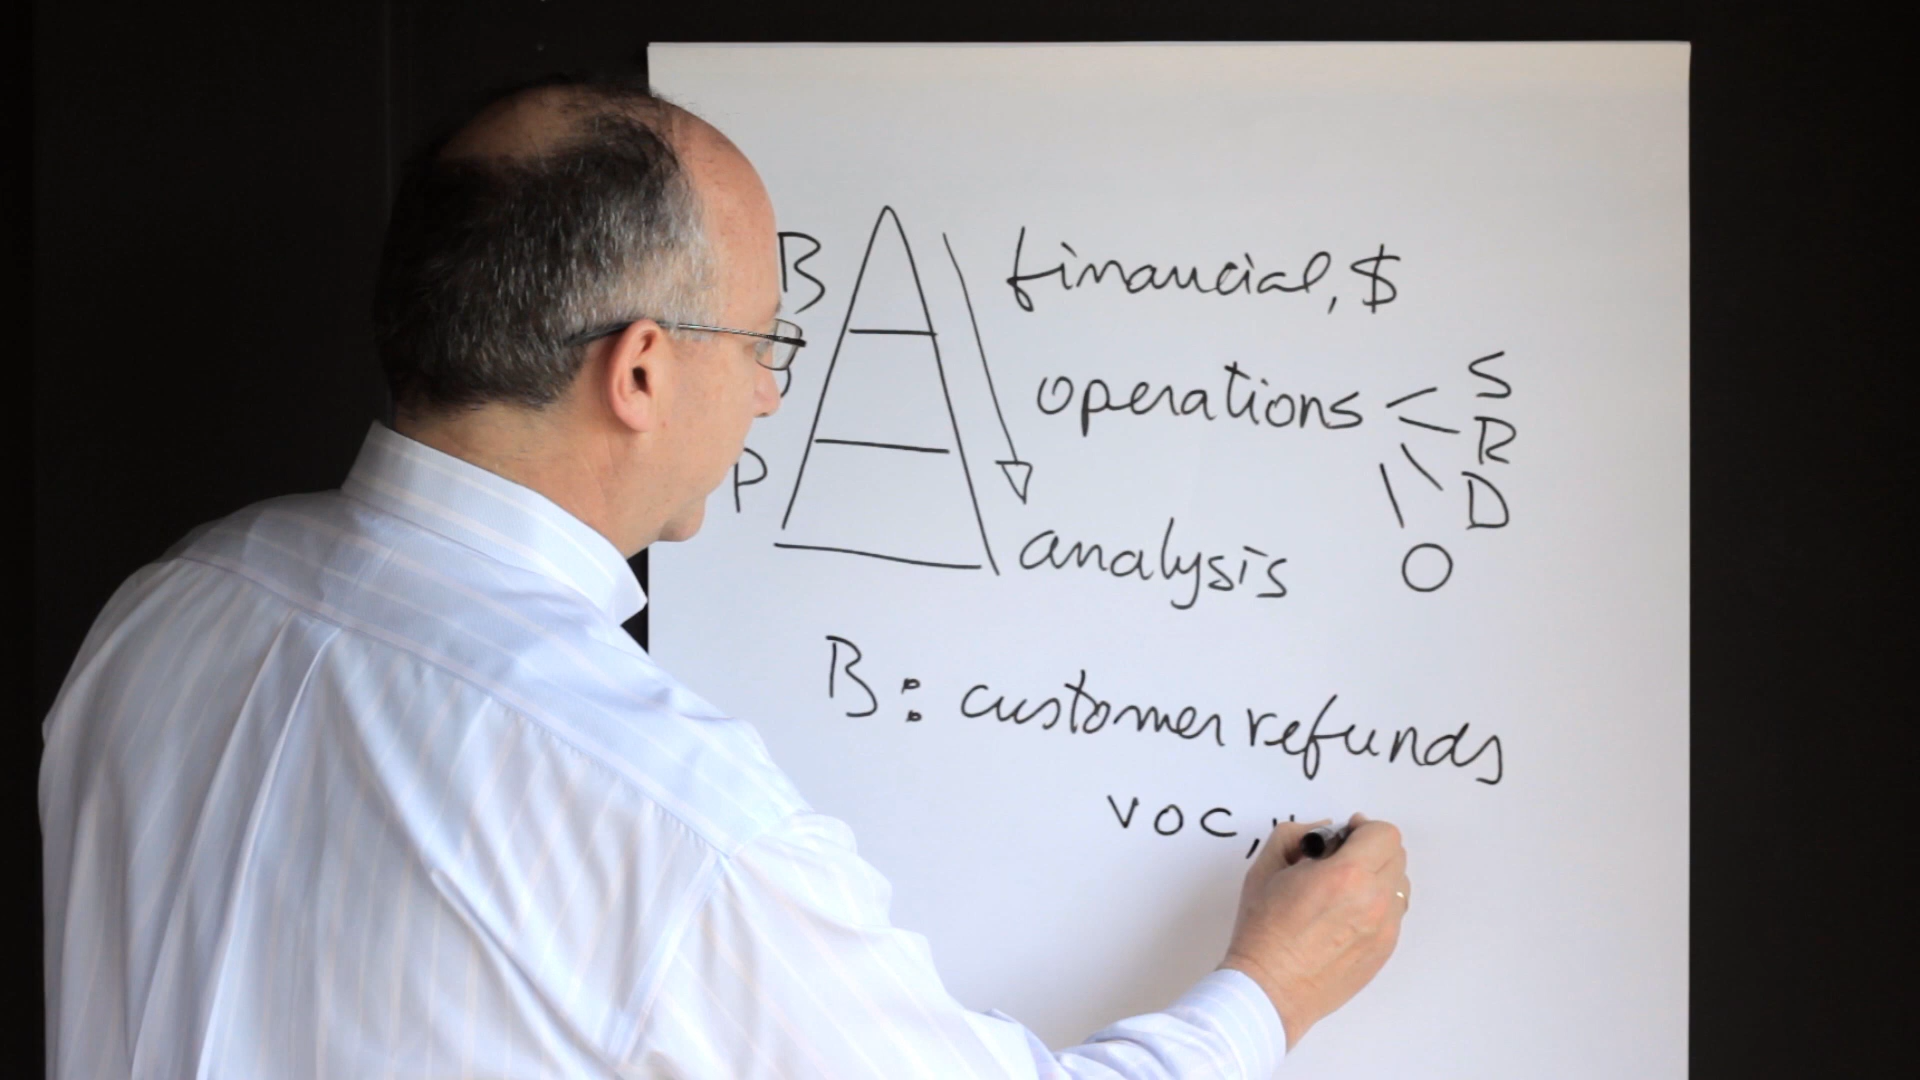 B financial, $
operations S
R
P D
analysis O
B: customer refunds
VOC,